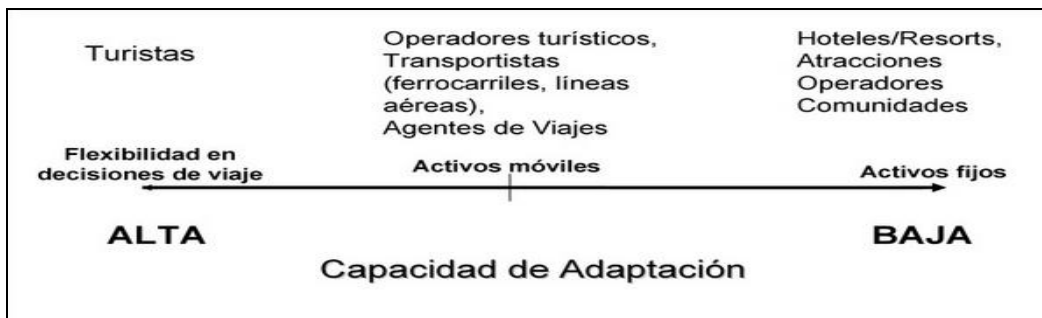 Turistas
Operadores turísticos,
Transportistas
(ferrocarriles, líneas
aéreas),
Agentes de Viajes
Hoteles/Resorts,
Atracciones
Operadores
Comunidades
Flexibilidad en
decisiones de viaje
Activos móviles
Activos fijos
ALTA
BAJA
Capacidad de Adaptación